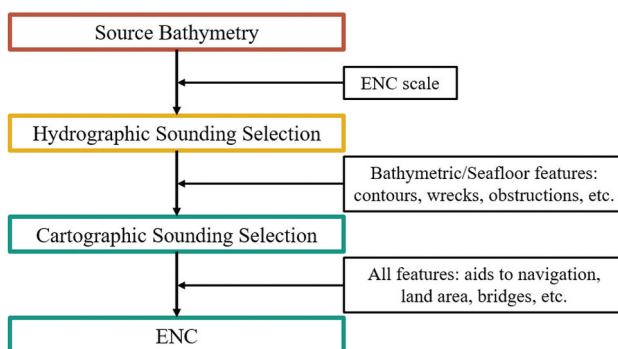 Source Bathymetry
ENC scale
Hydrographic Sounding Selection
Bathymetric/Seafloor features:
contours, wrecks, obstructions, etc.
Cartographic Sounding Selection
All features: aids to navigation,
land area, bridges, etc.
ENC